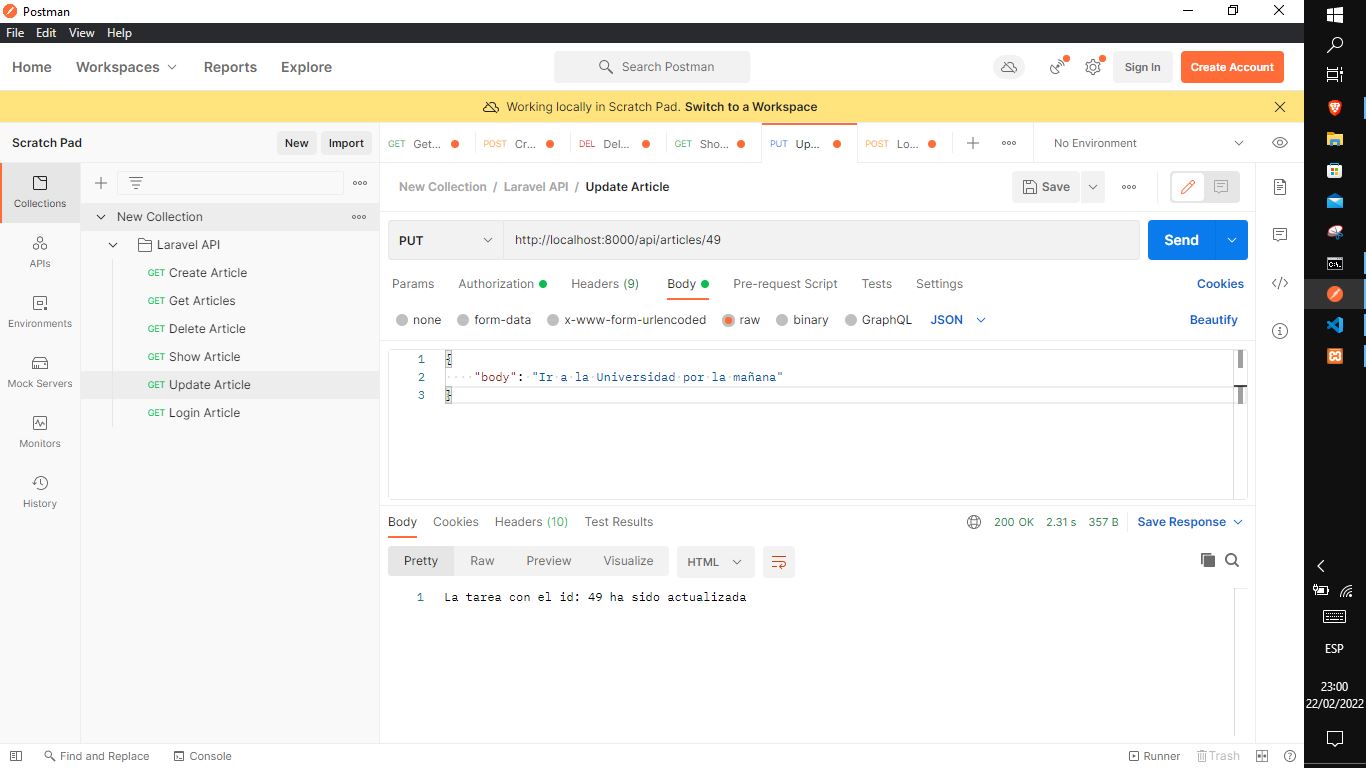 Postman
File Edit View Help
Home Workspaces Reports Explore Search Postman Sign In Create Account
Working locally in Scratch Pad. Switch to a Workspace
Scratch Pad New Import
GET Get... POST Cr... DEL Del... GET Sho... PUT Up... POST Lo... No Environment
Collections
APIs
Environments
Mock Servers
Monitors
History
New Collection
Laravel API
GET Create Article
GET Get Articles
GET Delete Article
GET Show Article
GET Update Article
GET Login Article
New Collection / Laravel API / Update Article Save
PUT http://localhost:8000/api/articles/49 Send
Params Authorization Headers (9) Body Pre-request Script Tests Settings Cookies
none form-data x-www-form-urlencoded raw binary GraphQL JSON Beautify
1 {
2 "body": "Ir a la Universidad por la mañana"
3 }
Body Cookies Headers (10) Test Results 200 OK 2.31 s 357 B Save Response
Pretty Raw Preview Visualize HTML
1 La tarea con el id: 49 ha sido actualizada
Find and Replace Console Runner Trash
ESP
23:00
22/02/2022